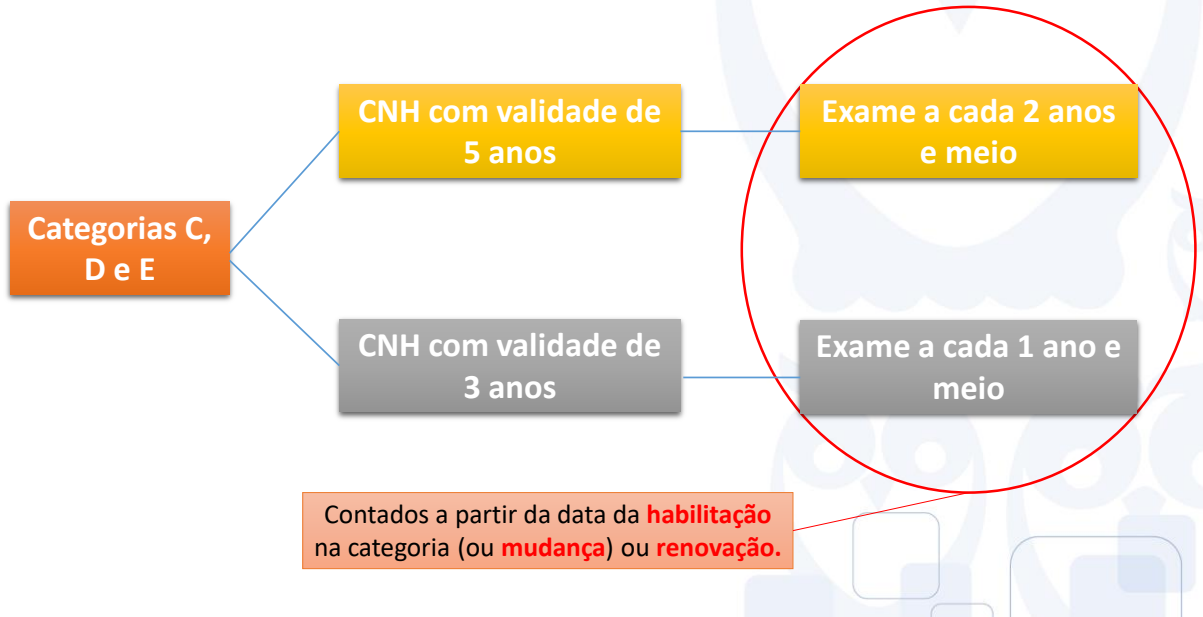 CNH com validade de
5 anos
Exame a cada 2 anos
e meio
Categorias C,
D e E
CNH com validade de
3 anos
Exame a cada 1 ano e
meio
Contados a partir da data da habilitação
na categoria (ou mudança) ou renovação.